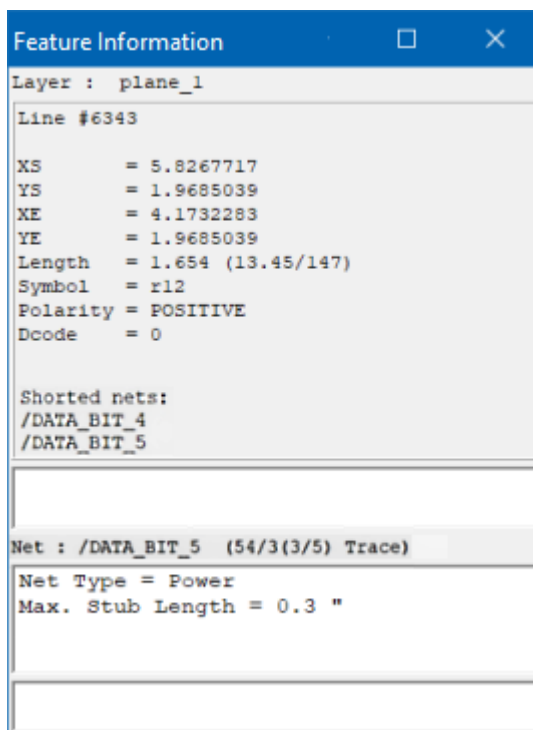 Feature Information
Layer :  plane_1
Line #6343
XS       = 5.8267717
YS       = 1.9685039
XE       = 4.1732283
YE       = 1.9685039
Length   = 1.654 (13.45/147)
Symbol   = r12
Polarity = POSITIVE
Dcode    = 0
Shorted nets:
/DATA_BIT_4
/DATA_BIT_5
Net : /DATA_BIT_5  (54/3(3/5) Trace)
Net Type = Power
Max. Stub Length = 0.3 "